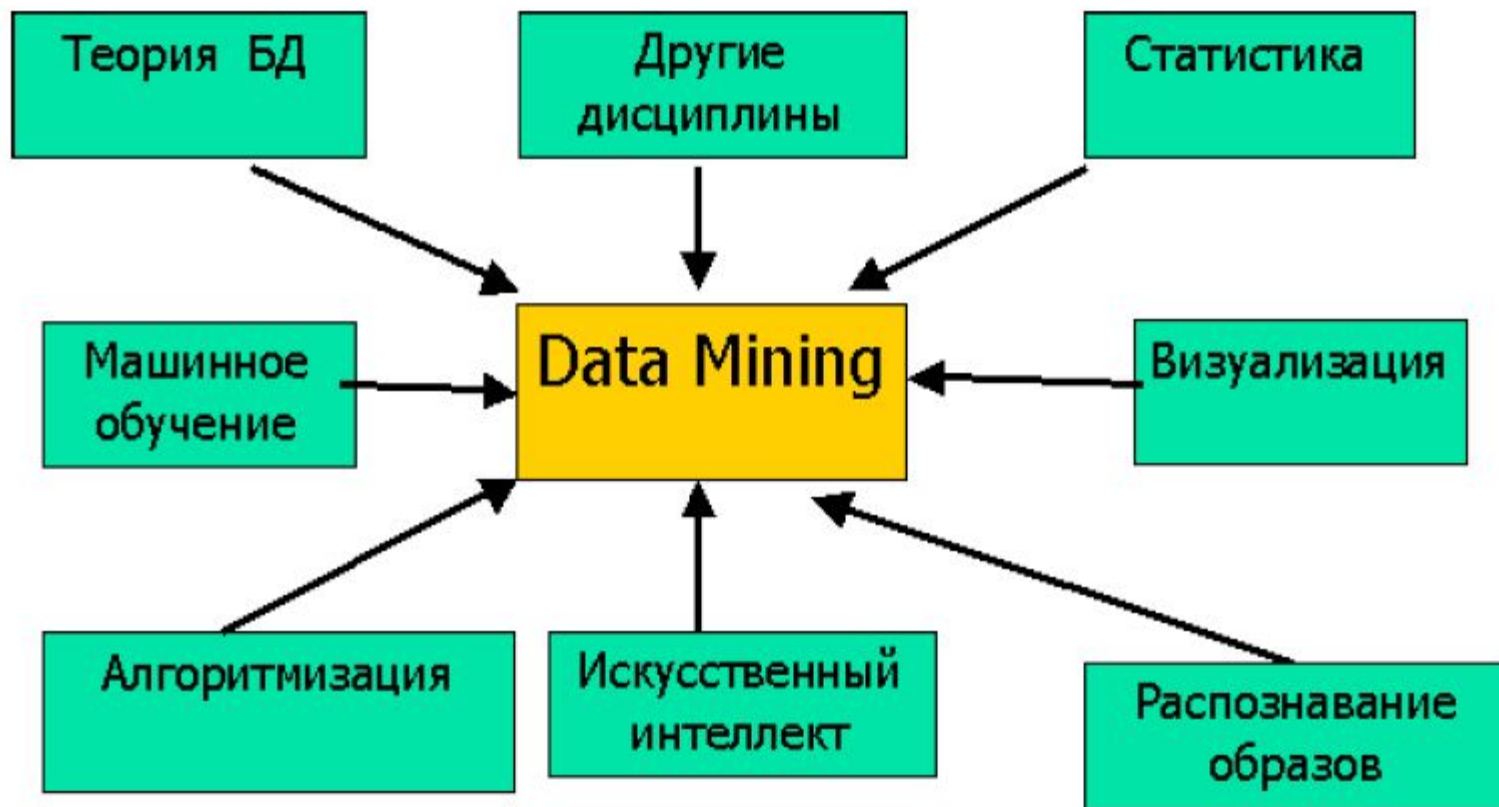 Теория БД
Другие
дисциплины
Статистика
Машинное
обучение
Data Mining
Визуализация
Алгоритмизация
Искусственный
интеллект
Распознавание
образов